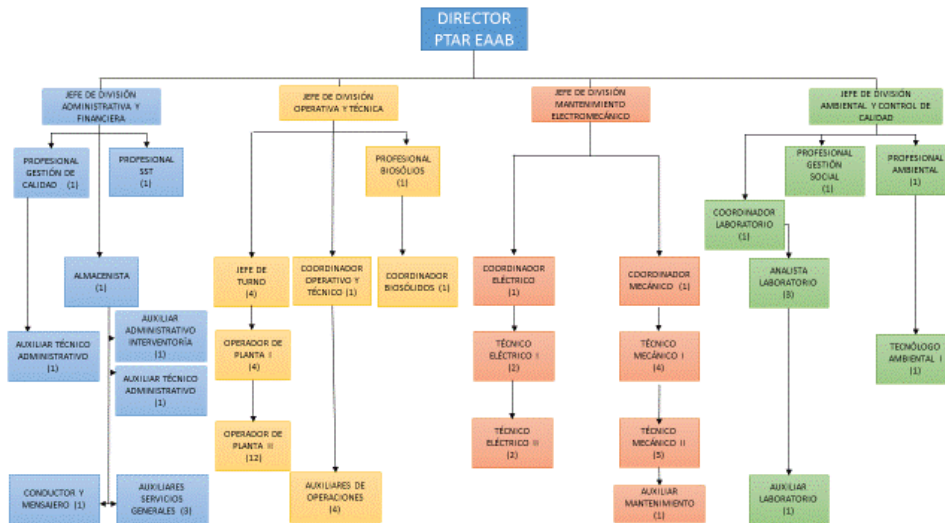 DIRECTOR
PTAR EAAB
JEFE DE DIVISIÓN
ADMINISTRATIVA Y
FINANCIERA
JEFE DE DIVISIÓN
OPERATIVA Y TÉCNICA
JEFE DE DIVISIÓN
MANTENIMIENTO
ELECTROMECÁNICO
JEFE DE DIVISIÓN
AMBIENTAL Y CONTROL DE
CALIDAD
PROFESIONAL
GESTIÓN DE
CALIDAD (1)
PROFESIONAL
SST
(1)
PROFESIONAL
BIOSÓLIOS
(1)
PROFESIONAL
GESTIÓN
SOCIAL
(1)
PROFESIONAL
AMBIENTAL
(1)
COORDINADOR
LABORATORIO
(1)
ALMACENISTA
(1)
JEFE DE
TURNO
(4)
COORDINADOR
OPERATIVO Y
TÉCNICO (1)
COORDINADOR
BIOSÓLIDOS (1)
COORDINADOR
ELÉCTRICO
(1)
COORDINADOR
MECÁNICO (1)
ANALISTA
LABORATORIO
(3)
AUXILIAR TÉCNICO
ADMINISTRATIVO
(1)
AUXILIAR
ADMINISTRATIVO
INTERVENTORÍA
(1)
AUXILIAR TÉCNICO
ADMINISTRATIVO
(1)
OPERADOR DE
PLANTA I
(4)
TÉCNICO
ELÉCTRICO I
(2)
TÉCNICO
MECÁNICO I
(4)
TECNÓLOGO
AMBIENTAL I
(1)
OPERADOR DE
PLANTA III
(12)
TÉCNICO
ELÉCTRICO II
(2)
TÉCNICO
MECÁNICO II
(5)
CONDUCTOR Y
MENSAJERO (1)
AUXILIARES
SERVICIOS
GENERALES (3)
AUXILIARES DE
OPERACIONES
(4)
AUXILIAR
MANTENIMIENTO
(1)
AUXILIAR
LABORATORIO
(1)